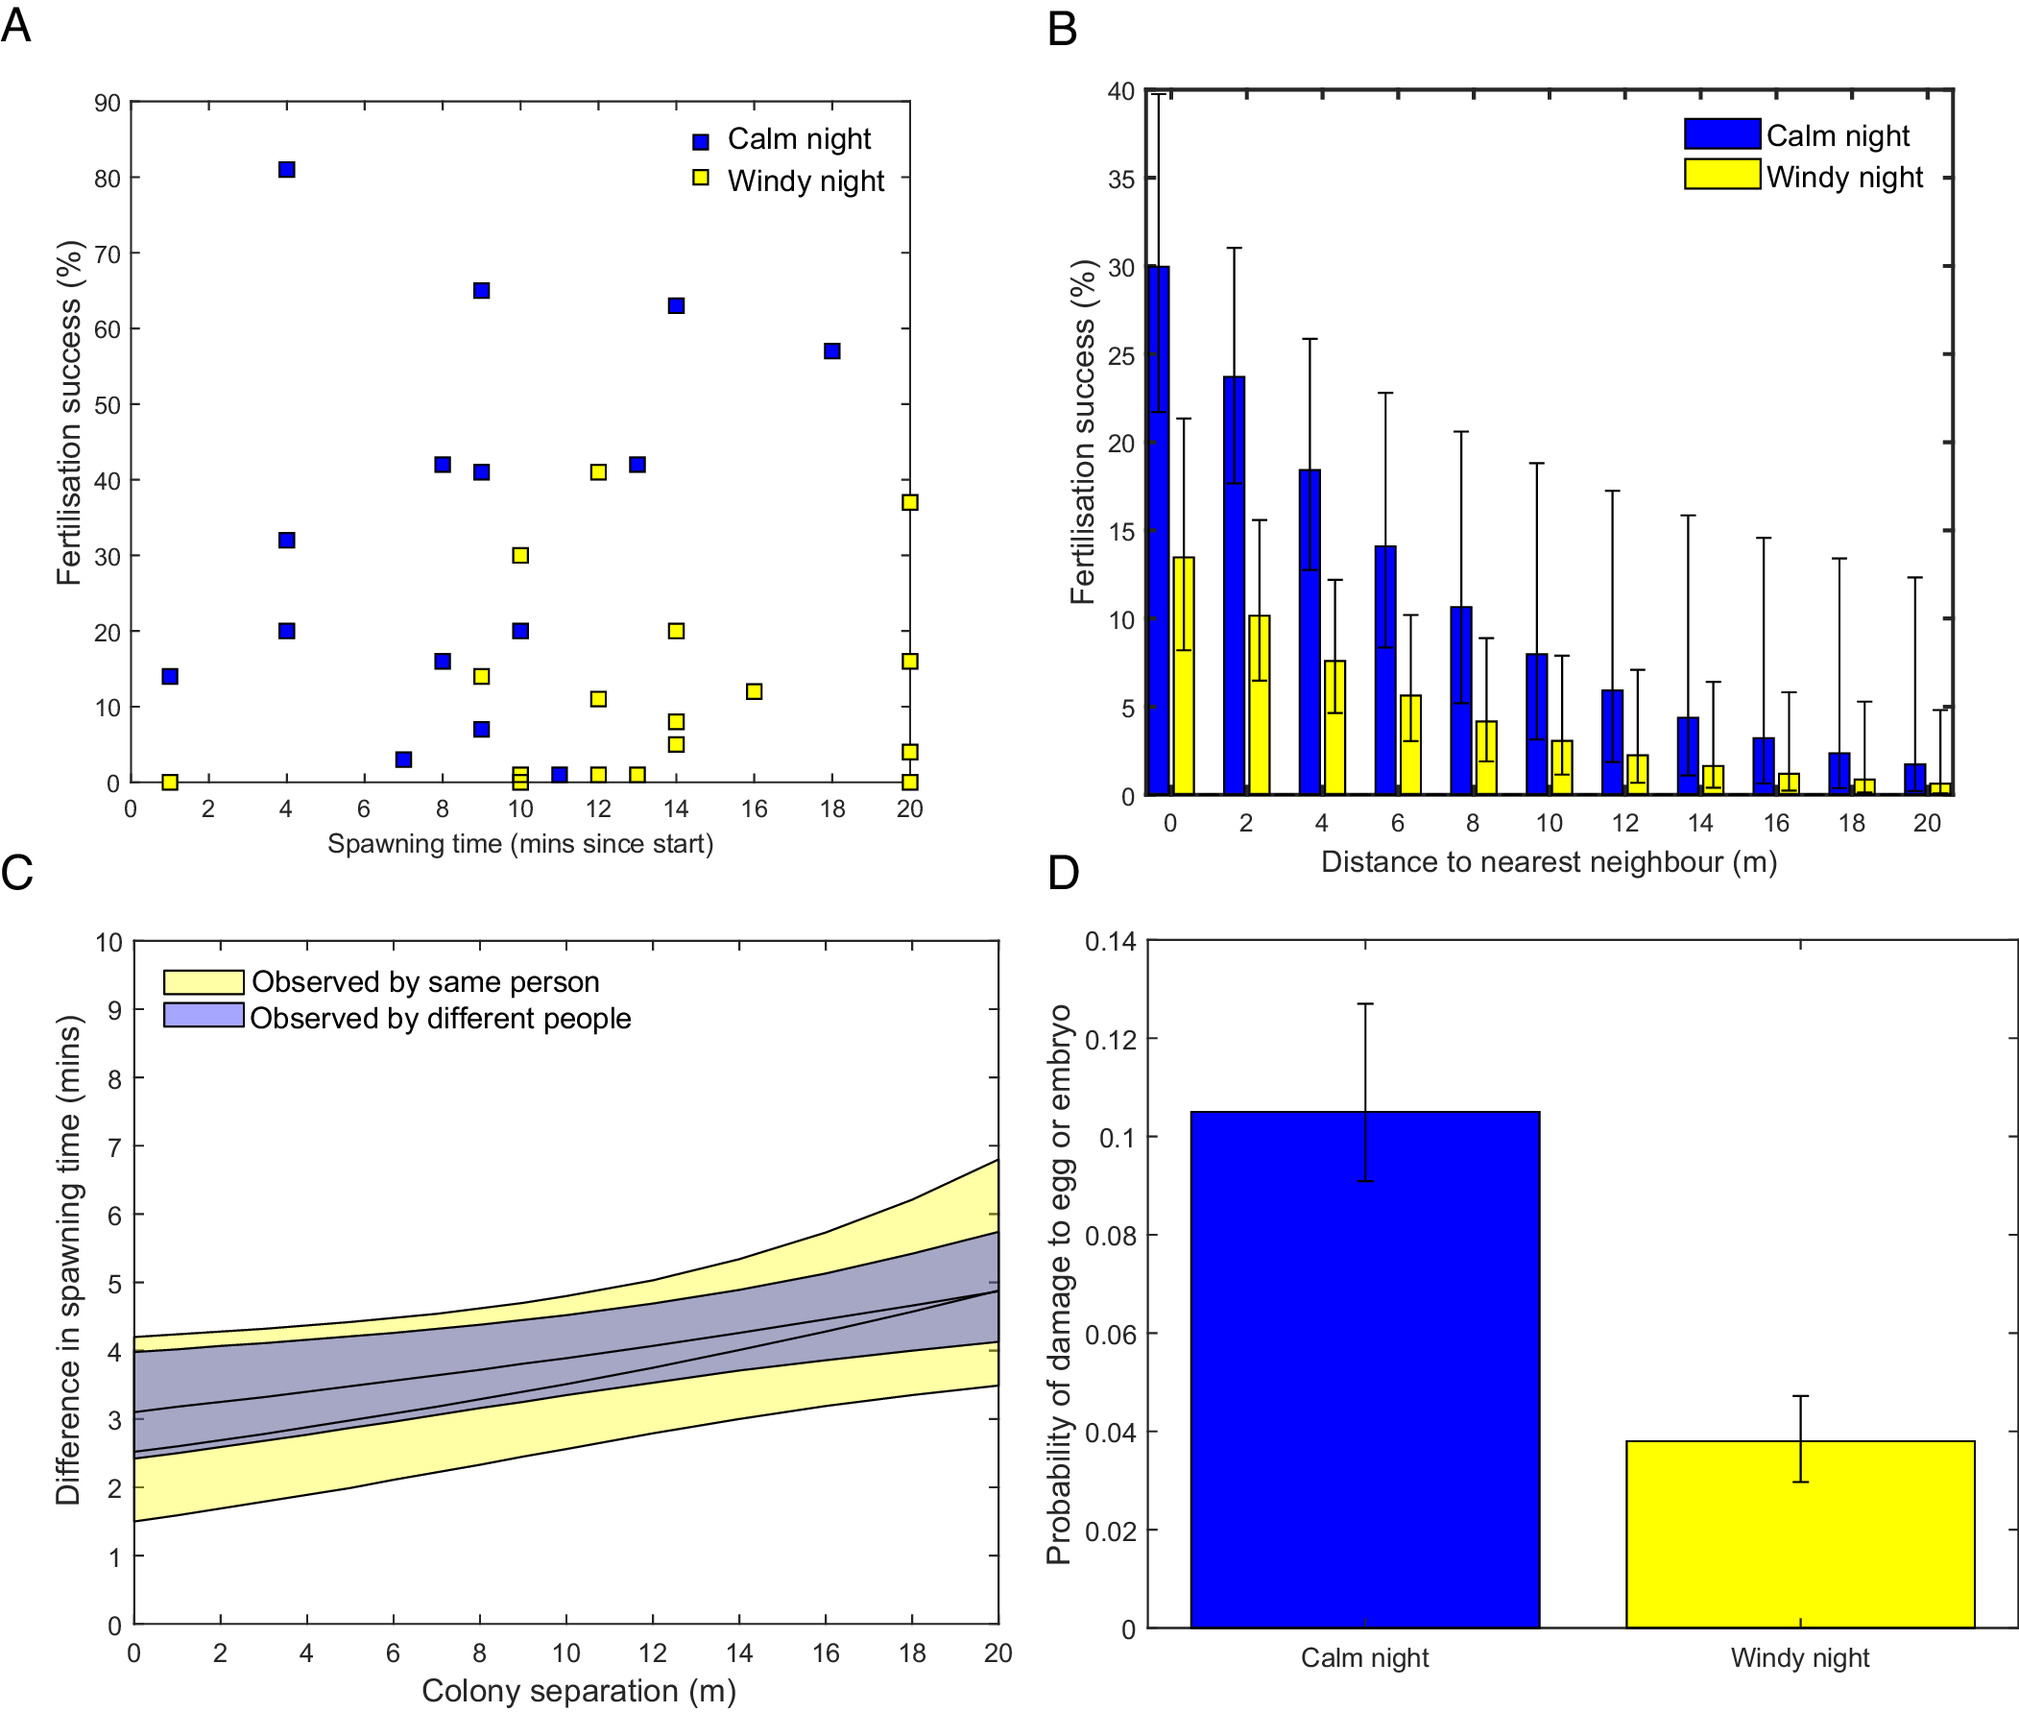 A
90
80
70
60
50
40
30
20
10
0
Fertilisation success (%)
Calm night
Windy night
0 2 4 6 8 10 12 14 16 18 20
Spawning time (mins since start)
B
40
35
30
25
20
15
10
5
0
Fertilisation success (%)
Calm night
Windy night
0 2 4 6 8 10 12 14 16 18 20
Distance to nearest neighbour (m)
C
10
9
8
7
6
5
4
3
2
1
0
Difference in spawning time (mins)
Observed by same person
Observed by different people
0 2 4 6 8 10 12 14 16 18 20
Colony separation (m)
D
0.14
0.12
0.1
0.08
0.06
0.04
0.02
0
Probability of damage to egg or embryo
Calm night Windy night